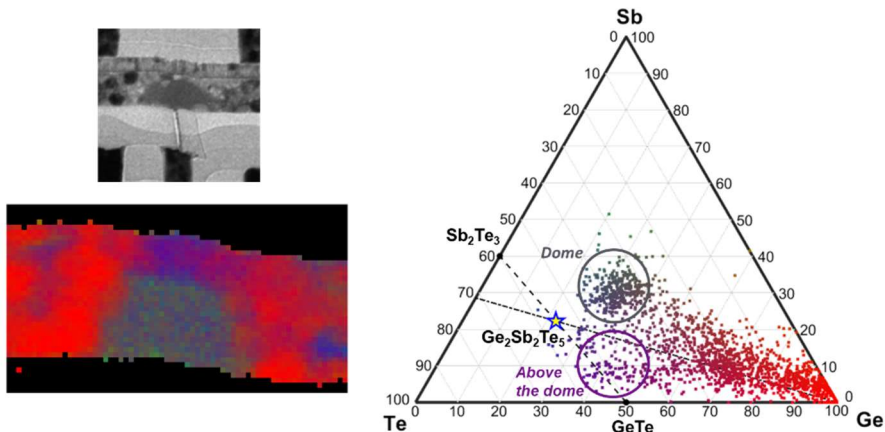 Sb
0 100
10 90
20 80
30 70
40 60
50 50
Sb₂Te₃
60 40
Dome
70 30
80 20
Ge₂Sb₂Te₅
90 10
Above
the dome
100 0
Te
0 10 20 30 40 50 60 70 80 90 100
GeTe
Ge